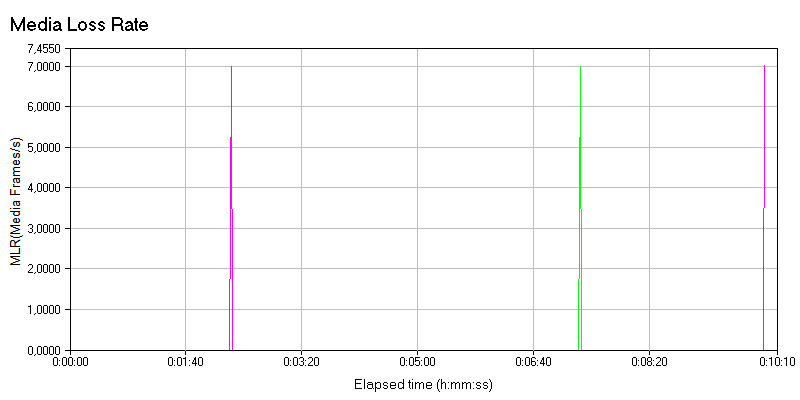 Media Loss Rate
7,4550
7,0000
6,0000
5,0000
4,0000
3,0000
2,0000
1,0000
0,0000
MLR(Media Frames/s)
0:00:00 0:01:40 0:03:20 0:05:00 0:06:40 0:08:20 0:10:10
Elapsed time (h:mm:ss)